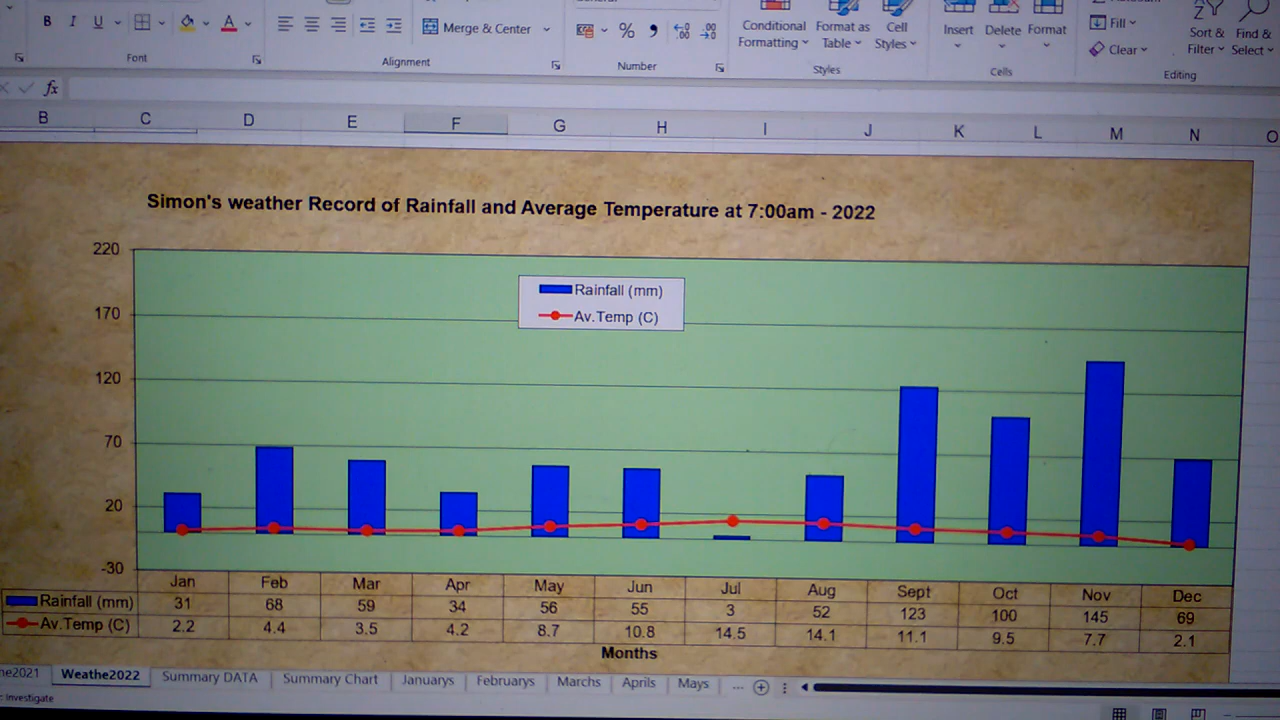 B I U A Merge & Center % Conditional Formatting Format as Table Cell Styles Insert Delete Format Fill Clear Sort & Filter Find & Select
Font Alignment Number Styles Cells Editing
fx
B C D E F G H I J K L M N O
Simon's weather Record of Rainfall and Average Temperature at 7:00am - 2022
220
Rainfall (mm)
Av.Temp (C)
170
120
70
20
-30
Jan Feb Mar Apr May Jun Jul Aug Sept Oct Nov Dec
Rainfall (mm) 31 68 59 34 56 55 3 52 123 100 145 69
Av.Temp (C) 2.2 4.4 3.5 4.2 8.7 10.8 14.5 14.1 11.1 9.5 7.7 2.1
Months
he2021 Weathe2022 Summary DATA Summary Chart Januarys Februarys Marchs Aprils Mays ...
: Investigate